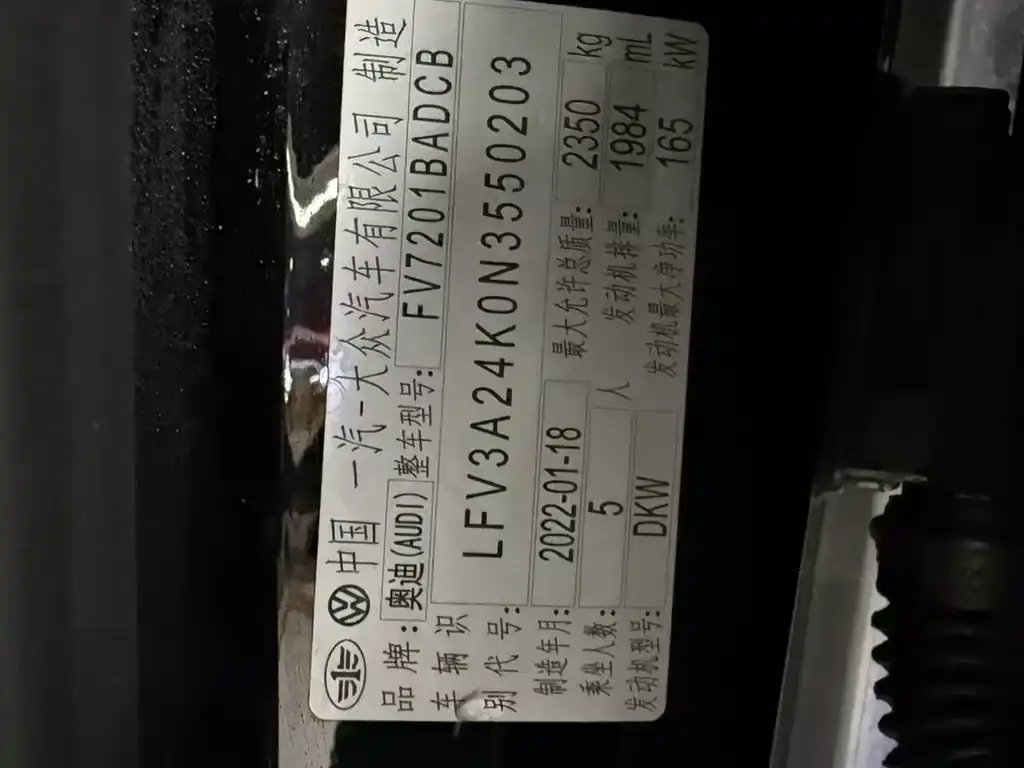 中国 一汽-大众汽车有限公司 制造
品牌: 奥迪(AUDI) 整车型号: FV7201BADCB
车辆识别代号: LFV3A24K0N3550203
制造年月: 2022-01-18 最大允许总质量: 2350 kg
乘坐人数: 5 人 发动机排量: 1984 mL
发动机型号: DKW 发动机最大净功率: 165 kW